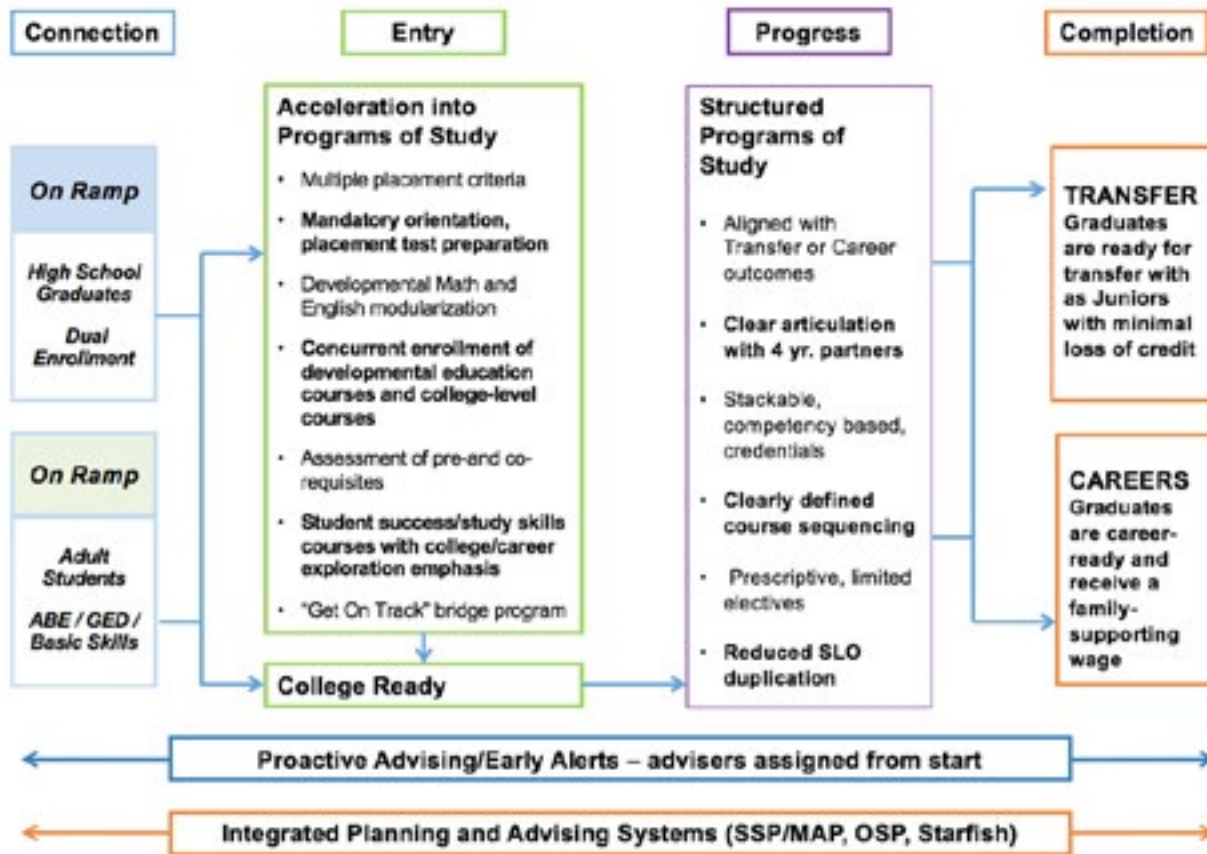 Connection
Entry
Progress
Completion
On Ramp
High School
Graduates
Dual
Enrollment
On Ramp
Adult
Students
ABE / GED /
Basic Skills
Acceleration into
Programs of Study
• Multiple placement criteria
• Mandatory orientation,
placement test preparation
• Developmental Math and
English modularization
• Concurrent enrollment of
developmental education
courses and college-level
courses
• Assessment of pre-and co-
requisites
• Student success/study skills
courses with college/career
exploration emphasis
• "Get On Track" bridge program
College Ready
Structured
Programs of
Study
• Aligned with
Transfer or Career
outcomes
• Clear articulation
with 4 yr. partners
• Stackable,
competency based,
credentials
• Clearly defined
course sequencing
• Prescriptive, limited
electives
• Reduced SLO
duplication
TRANSFER
Graduates
are ready for
transfer with
as Juniors
with minimal
loss of credit
CAREERS
Graduates
are career-
ready and
receive a
family-
supporting
wage
Proactive Advising/Early Alerts – advisers assigned from start
Integrated Planning and Advising Systems (SSP/MAP, OSP, Starfish)